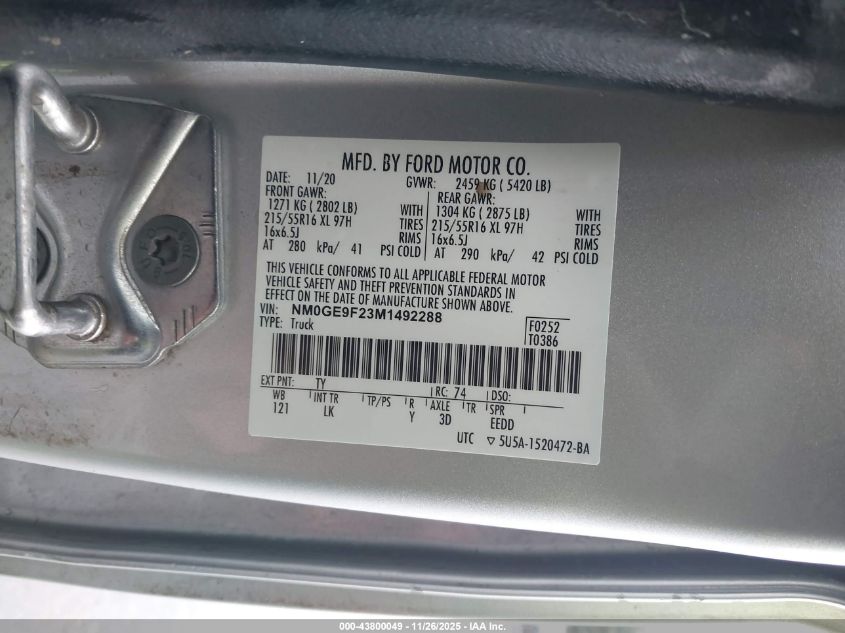 MFD. BY FORD MOTOR CO.
DATE: 11/20 GVWR: 2459 KG ( 5420 LB)
FRONT GAWR: REAR GAWR:
1271 KG ( 2802 LB) WITH 1304 KG ( 2875 LB) WITH
215/55R16 XL 97H TIRES 215/55R16 XL 97H TIRES
16x6.5J RIMS 16x6.5J RIMS
AT 280 kPa/ 41 PSI COLD AT 290 kPa/ 42 PSI COLD
THIS VEHICLE CONFORMS TO ALL APPLICABLE FEDERAL MOTOR
VEHICLE SAFETY AND THEFT PREVENTION STANDARDS IN
EFFECT ON THE DATE OF MANUFACTURE SHOWN ABOVE.
VIN: NM0GE9F23M1492288
TYPE: Truck
F0252
T0386
EXT PNT: TY RC: 74 DSO:
WB INT TR TP/PS R AXLE TR SPR
121 LK Y 3D EEDD
UTC ▽ 5U5A-1520472-BA
000-43800049 - 11/26/2025 - IAA Inc.